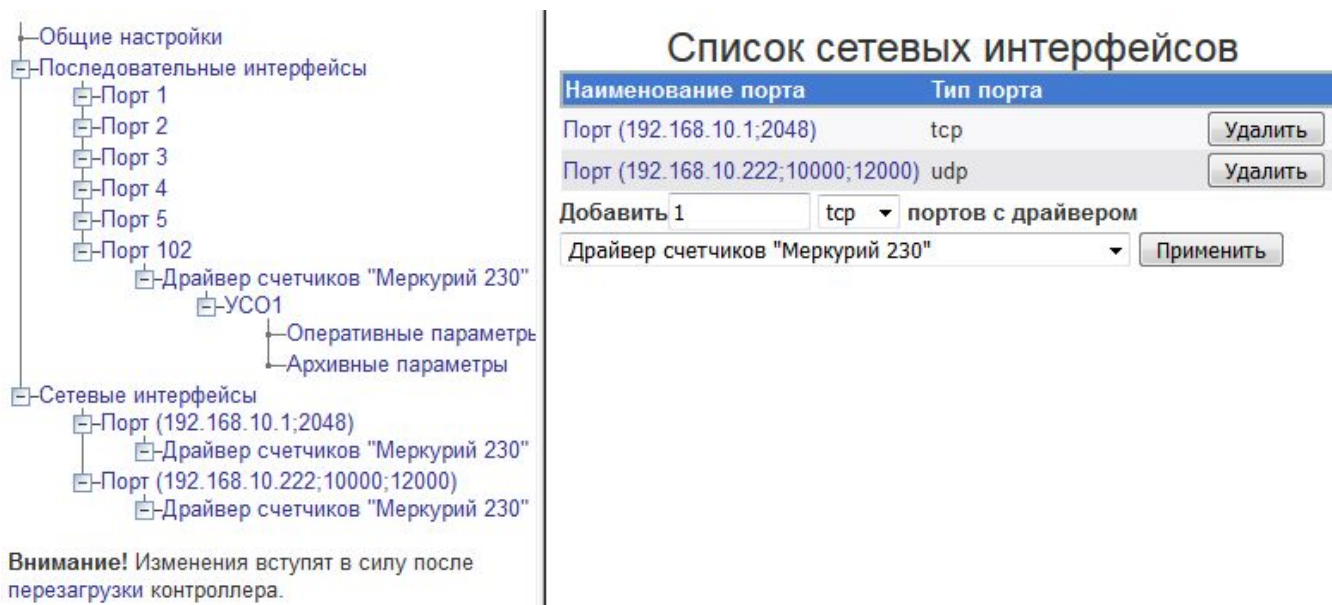 Общие настройки
Последовательные интерфейсы
Порт 1
Порт 2
Порт 3
Порт 4
Порт 5
Порт 102
Драйвер счетчиков "Меркурий 230"
УСО1
Оперативные параметры
Архивные параметры
Сетевые интерфейсы
Порт (192.168.10.1;2048)
Драйвер счетчиков "Меркурий 230"
Порт (192.168.10.222;10000;12000)
Драйвер счетчиков "Меркурий 230"
Внимание! Изменения вступят в силу после
перезагрузки контроллера.
Список сетевых интерфейсов
Наименование порта Тип порта
Порт (192.168.10.1;2048) tcp Удалить
Порт (192.168.10.222;10000;12000) udp Удалить
Добавить 1 tcp портов с драйвером
Драйвер счетчиков "Меркурий 230" Применить